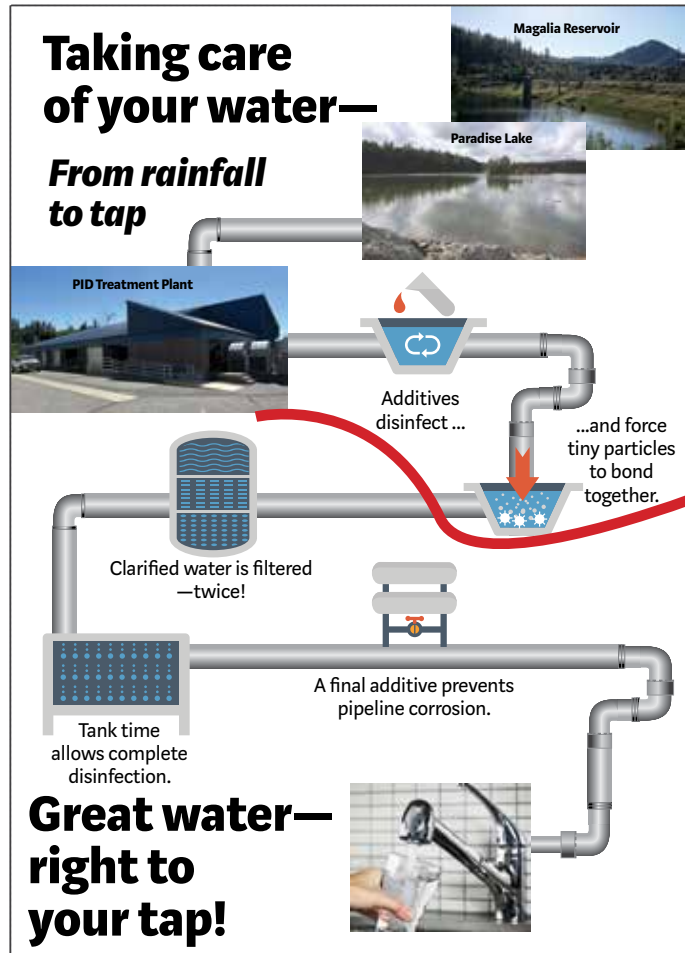 Taking care
of your water—
From rainfall
to tap
Magalia Reservoir
Paradise Lake
PID Treatment Plant
Additives
disinfect ...
...and force
tiny particles
to bond
together.
Clarified water is filtered
—twice!
Tank time
allows complete
disinfection.
A final additive prevents
pipeline corrosion.
Great water—
right to
your tap!